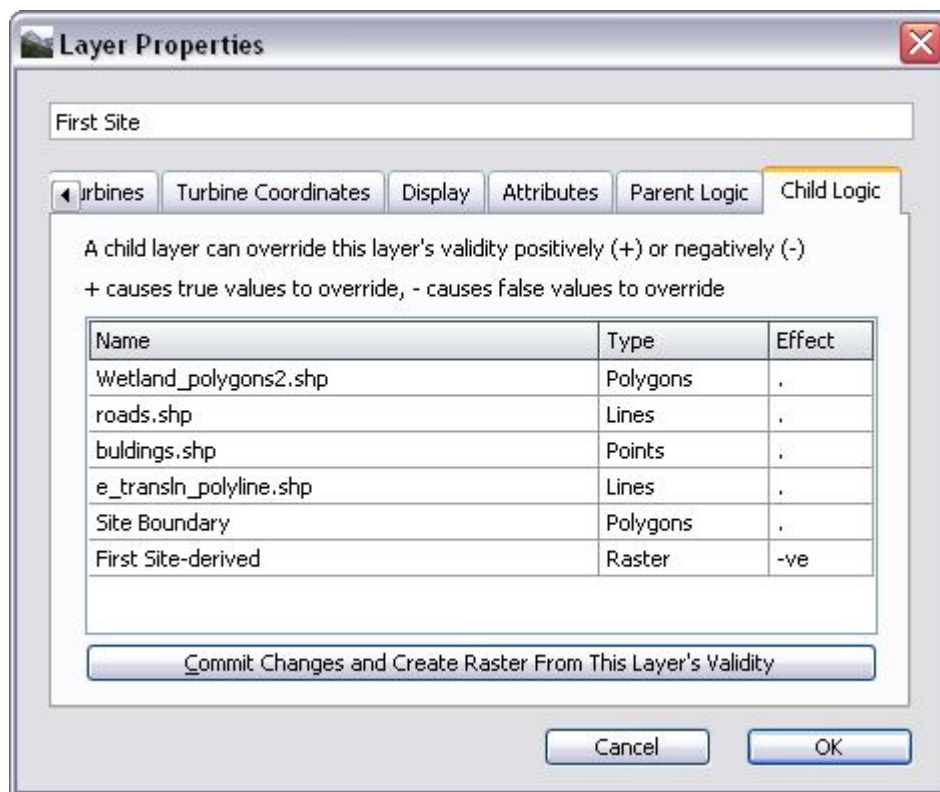 Layer Properties
First Site
urbines Turbine Coordinates Display Attributes Parent Logic Child Logic
A child layer can override this layer's validity positively (+) or negatively (-)
+ causes true values to override, - causes false values to override
Name Type Effect
Wetland_polygons2.shp Polygons .
roads.shp Lines .
buldings.shp Points .
e_transln_polyline.shp Lines .
Site Boundary Polygons .
First Site-derived Raster -ve
Commit Changes and Create Raster From This Layer's Validity
Cancel OK